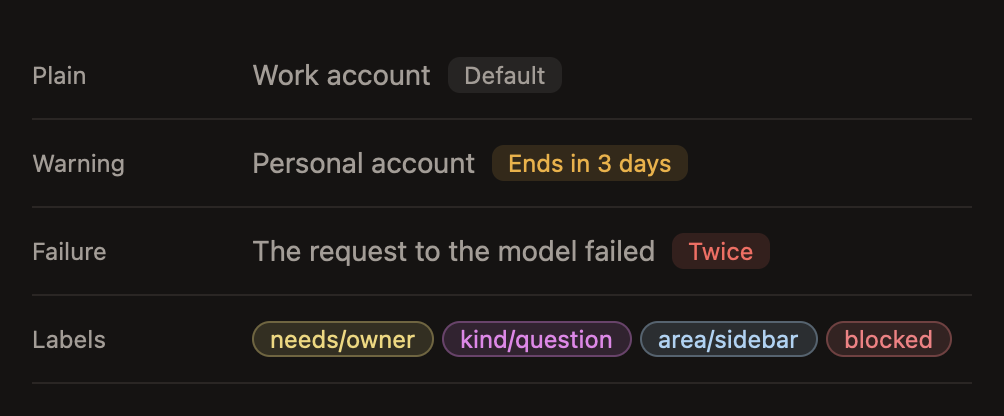 Plain Work account Default
Warning Personal account Ends in 3 days
Failure The request to the model failed Twice
Labels needs/owner kind/question area/sidebar blocked